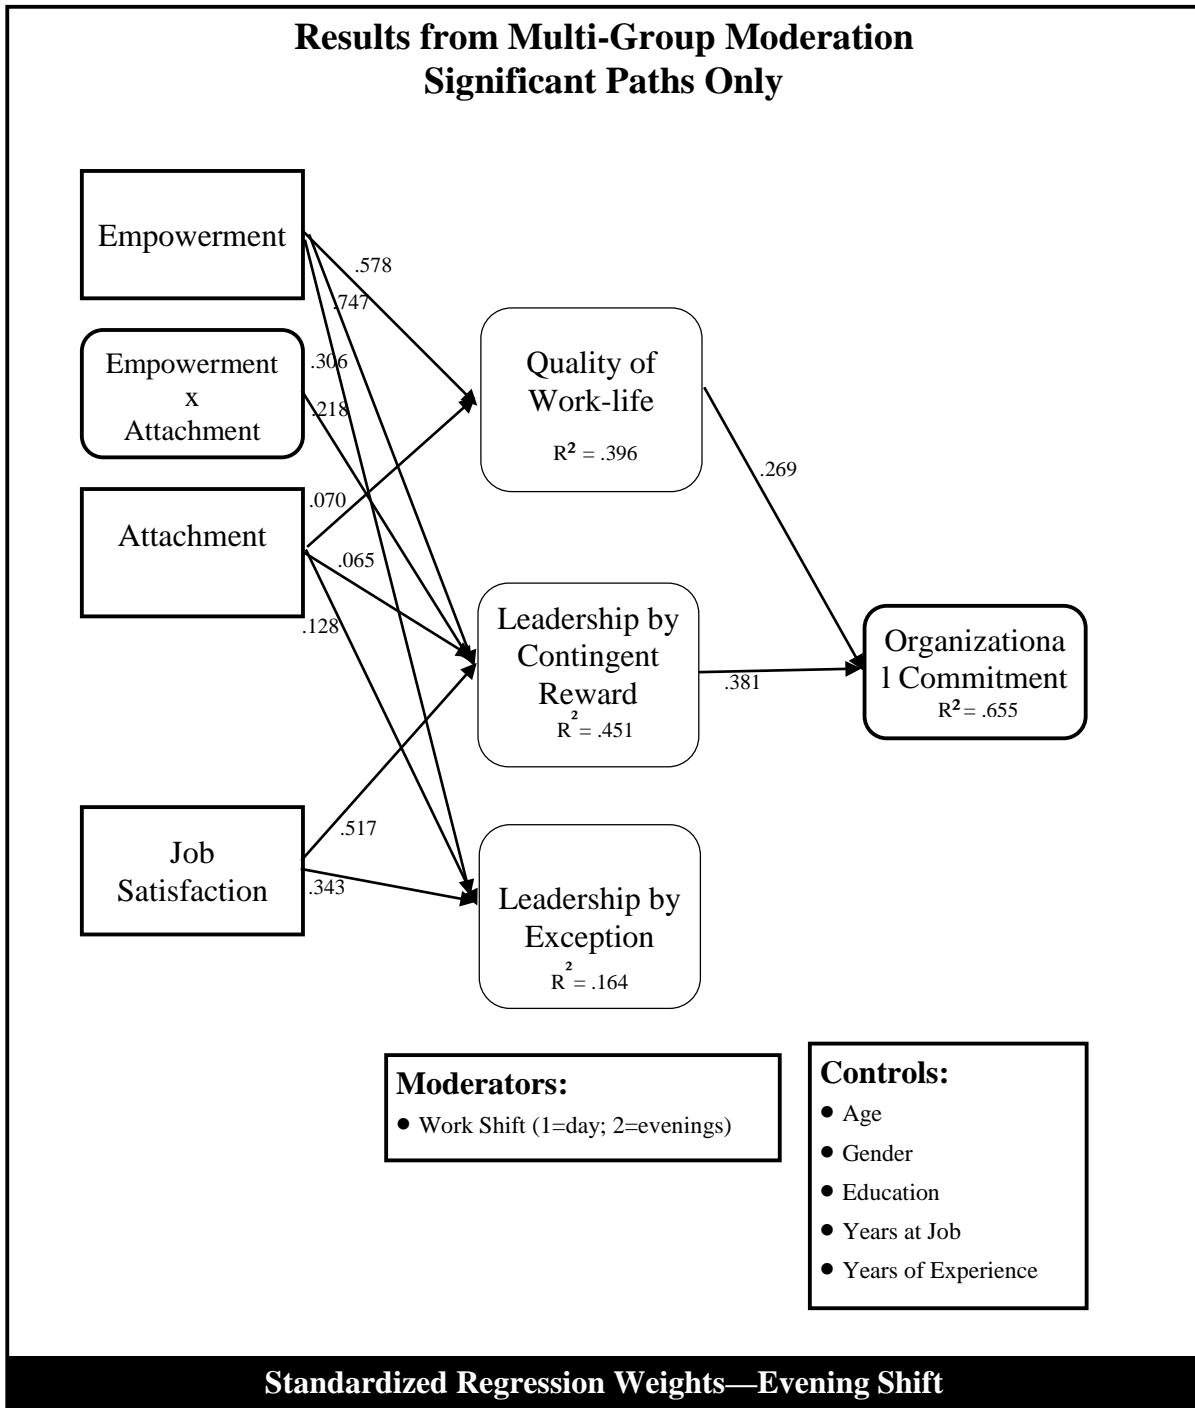 Results from Multi-Group Moderation
Significant Paths Only
Empowerment
.578
.747
.306
.218
Empowerment
x
Attachment
Quality of
Work-life
R² = .396
.269
.070
Attachment
.065
.128
Leadership by
Contingent
Reward
R² = .451
.381
Organizationa
l Commitment
R² = .655
Job
Satisfaction
.517
.343
Leadership by
Exception
R² = .164
Moderators:
● Work Shift (1=day; 2=evenings)
Controls:
● Age
● Gender
● Education
● Years at Job
● Years of Experience
Standardized Regression Weights—Evening Shift